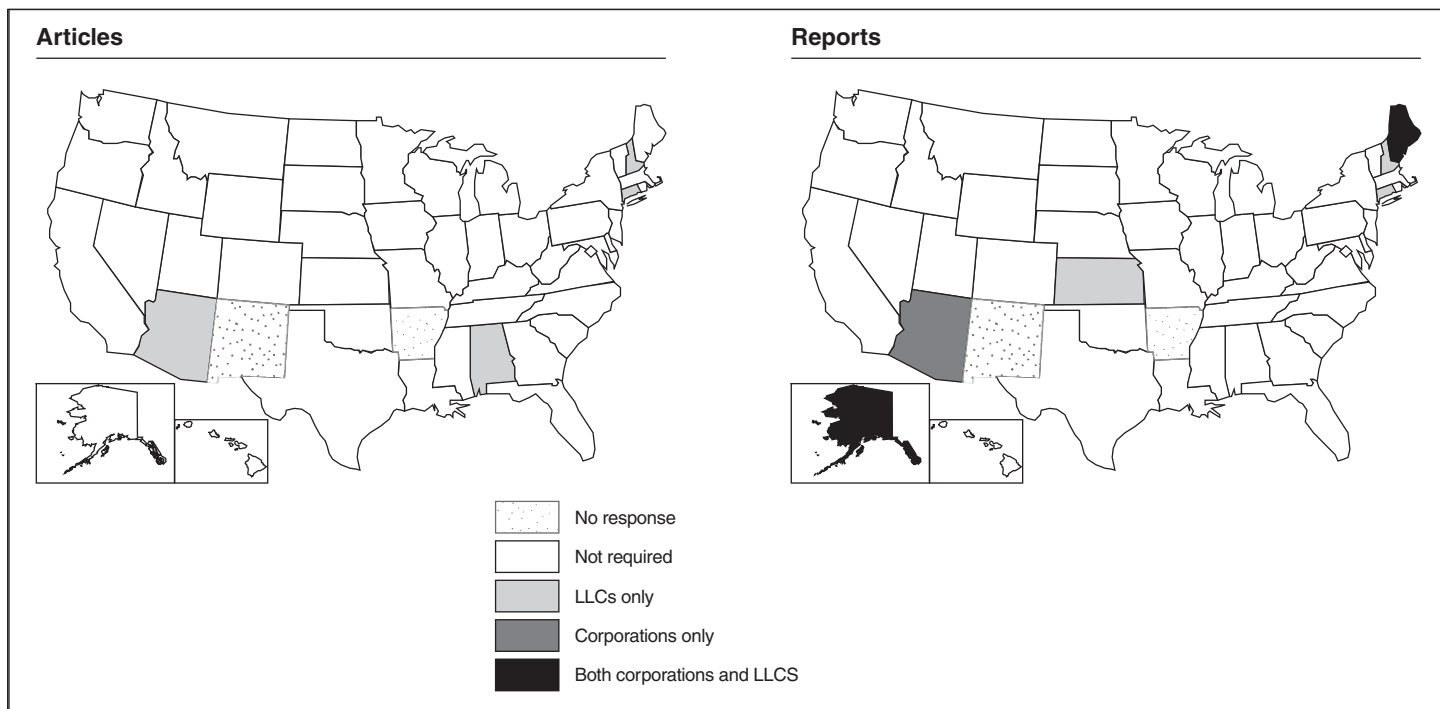 Articles
Reports
No response
Not required
LLCs only
Corporations only
Both corporations and LLCS